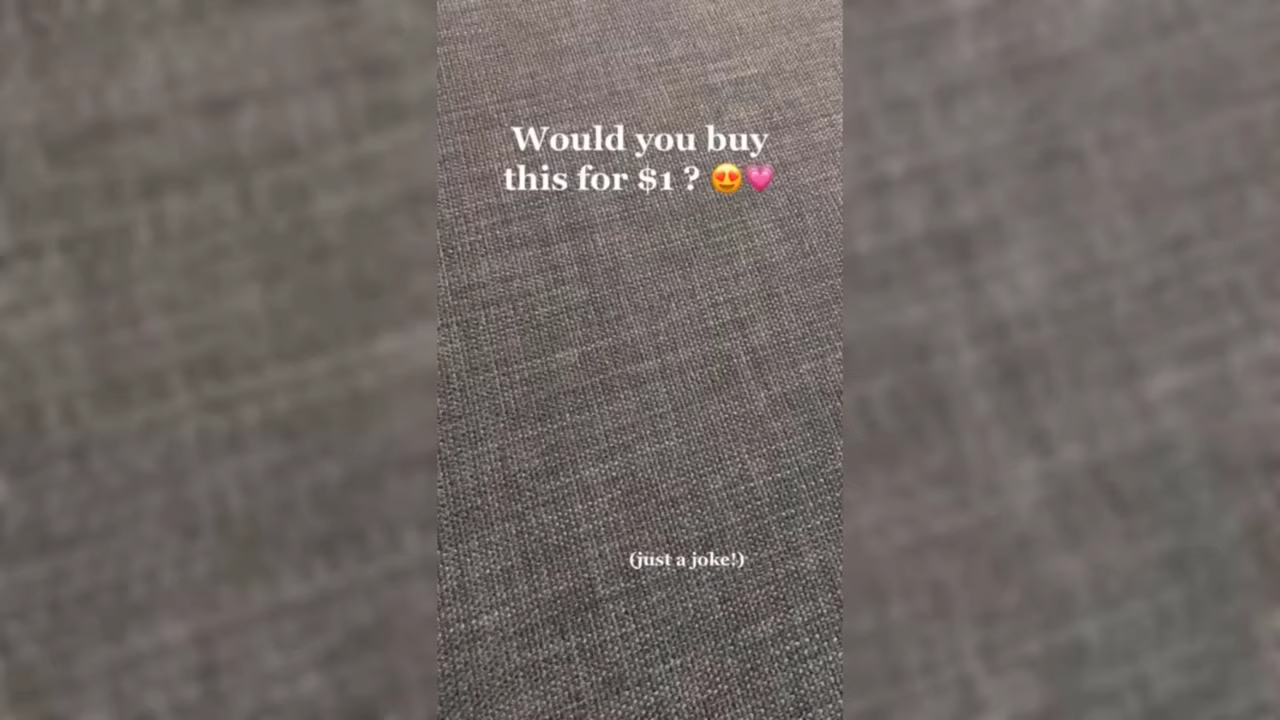 Would you buy
this for $1 ? 😍💗
(just a joke!)